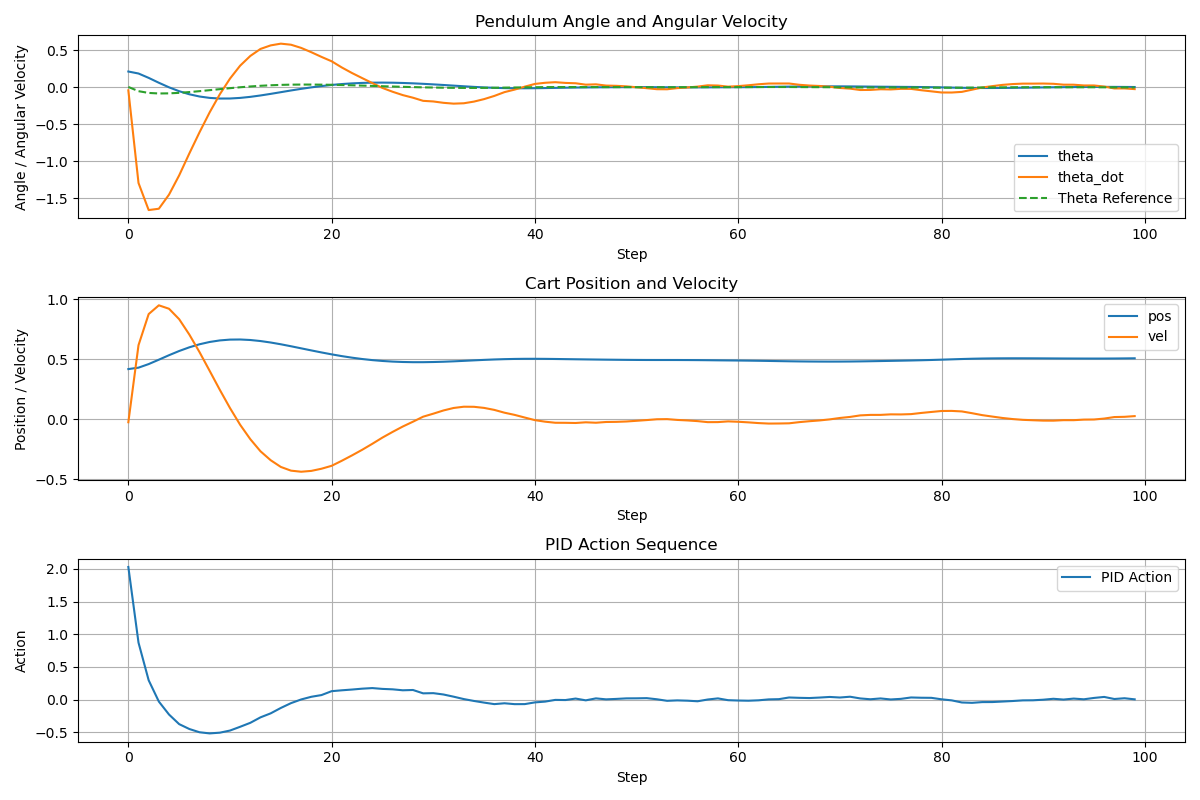 Pendulum Angle and Angular Velocity
Angle / Angular Velocity
0.5
0.0
−0.5
−1.0
−1.5
theta
theta_dot
Theta Reference
0 20 40 60 80 100
Step
Cart Position and Velocity
Position / Velocity
1.0
0.5
0.0
−0.5
pos
vel
0 20 40 60 80 100
Step
PID Action Sequence
Action
2.0
1.5
1.0
0.5
0.0
−0.5
PID Action
0 20 40 60 80 100
Step